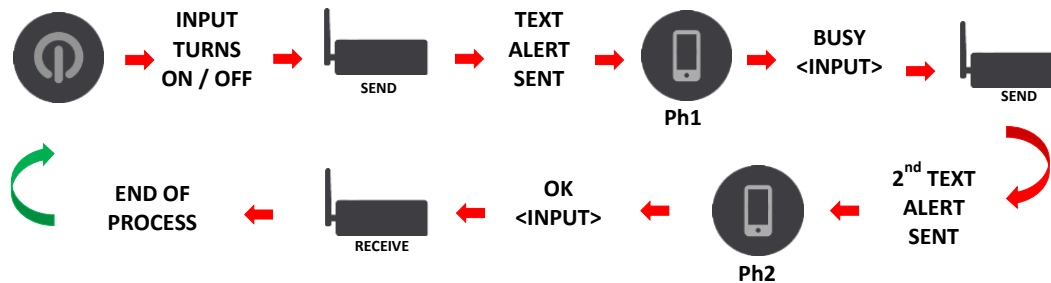 INPUT
TURNS
ON / OFF
SEND
TEXT
ALERT
SENT
Ph1
BUSY
<INPUT>
SEND
2nd TEXT
ALERT
SENT
Ph2
OK
<INPUT>
RECEIVE
END OF
PROCESS